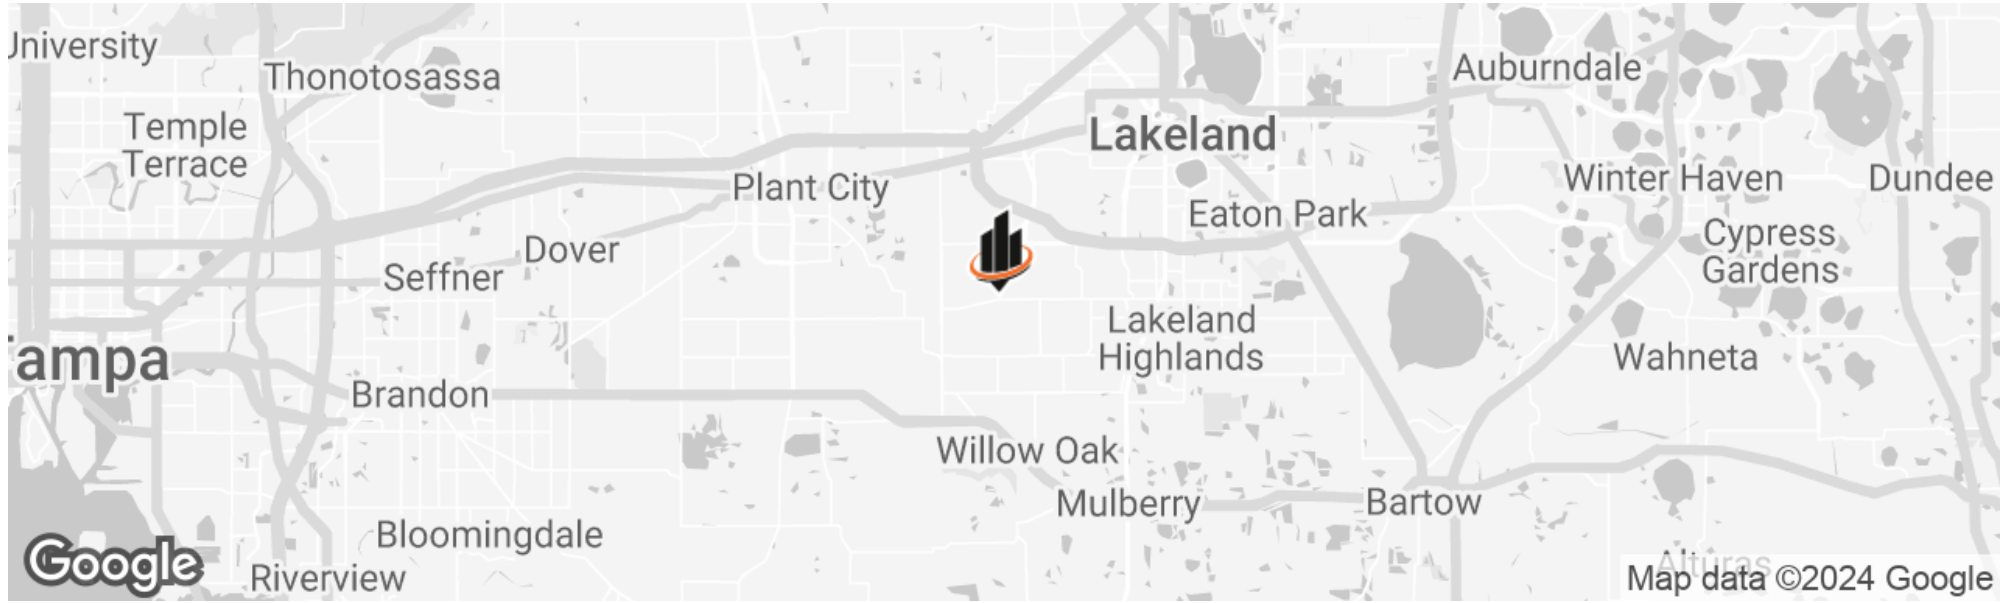 University
Auburndale
Thonotosassa
Temple
Terrace
Lakeland
Plant City
Winter Haven
Dundee
Eaton Park
Cypress
Gardens
Dover
Seffner
Lakeland
Highlands
Tampa
Wahneta
Brandon
Willow Oak
Mulberry
Bartow
Bloomingdale
Google
Riverview
Alturas
Map data ©2024 Google